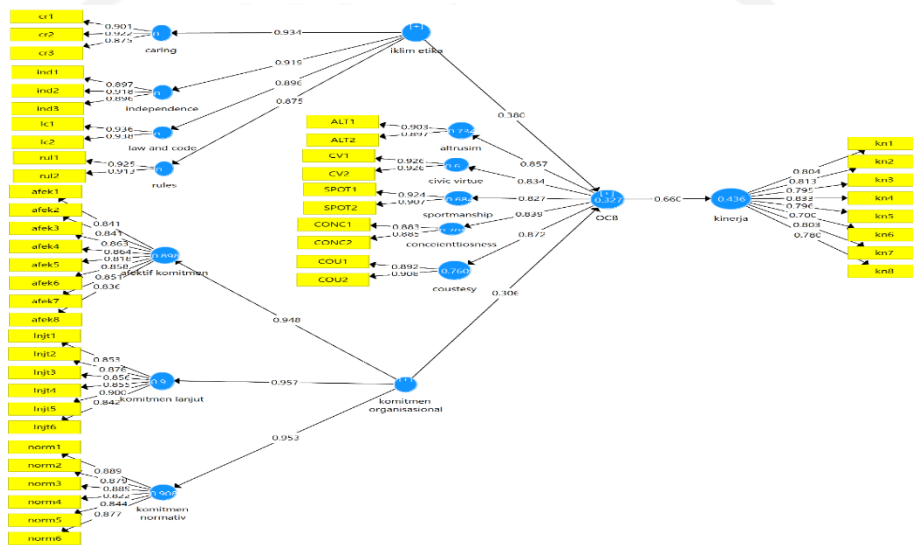 cr1
cr2
cr3
0.901
0.922
0.875
caring
0.934
[+]
iklim etika
ind1
ind2
ind3
0.897
0.918
0.896
independence
0.919
lc1
lc2
0.936
0.938
law and code
0.896
rul1
rul2
0.925
0.913
rules
0.875
0.380
ALT1
ALT2
0.903
0.897
0.734
altrusim
0.857
CV1
CV2
0.926
0.926
civic virtue
0.834
SPOT1
SPOT2
0.924
0.907
0.684
sportmanship
0.827
CONC1
CONC2
0.883
0.885
conceienttiosness
0.839
COU1
COU2
0.892
0.908
0.760
coustesy
0.872
[+]
0.327
OCB
0.660
0.436
kinerja
kn1
kn2
kn3
kn4
kn5
kn6
kn7
kn8
0.804
0.813
0.795
0.833
0.796
0.700
0.803
0.780
afek1
afek2
afek3
afek4
afek5
afek6
afek7
afek8
0.841
0.841
0.863
0.864
0.818
0.858
0.851
0.836
0.898
afektif komitmen
0.948
0.306
lnjt1
lnjt2
lnjt3
lnjt4
lnjt5
lnjt6
0.853
0.876
0.856
0.855
0.900
0.842
komitmen lanjut
0.957
[+]
komitmen
organisasional
0.953
norm1
norm2
norm3
norm4
norm5
norm6
0.889
0.879
0.885
0.822
0.844
0.877
0.908
komitmen
normativ